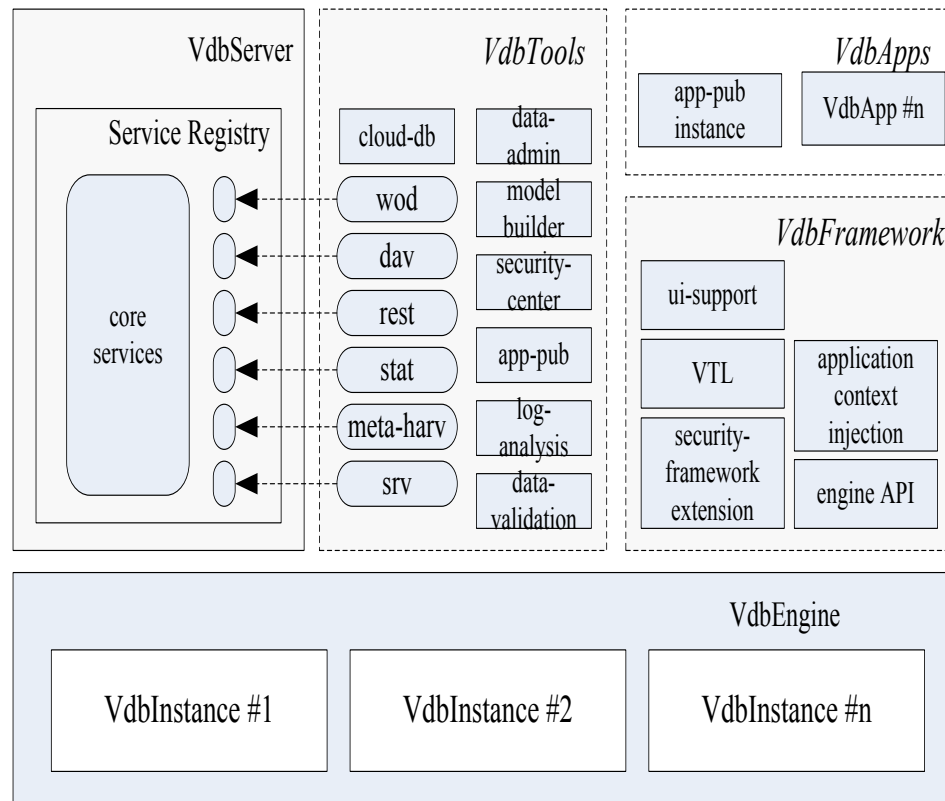 VdbServer
Service Registry
core
services
VdbTools
cloud-db
wod
dav
rest
stat
meta-harv
srv
data-
admin
model
builder
security-
center
app-pub
log-
analysis
data-
validation
VdbApps
app-pub
instance
VdbApp #n
VdbFramework
ui-support
VTL
security-
framework
extension
application
context
injection
engine API
VdbEngine
VdbInstance #1
VdbInstance #2
VdbInstance #n